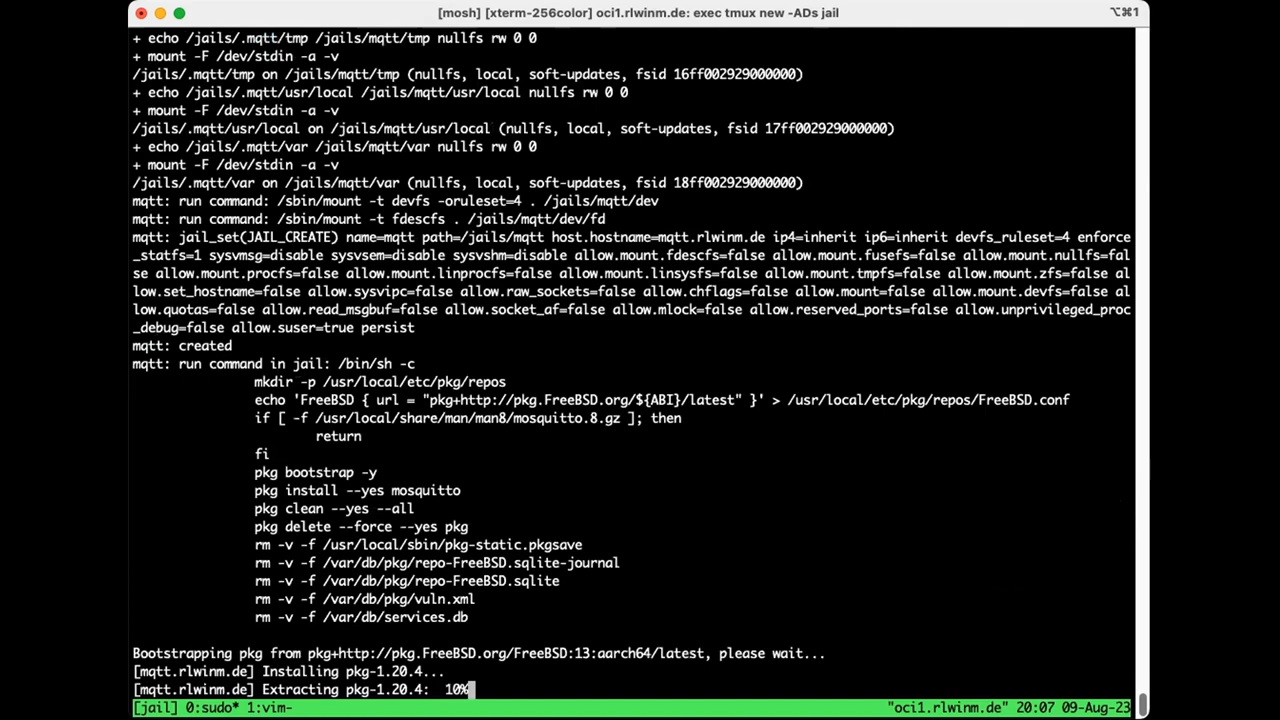 [mosh] [xterm-256color] oci1.rlwinm.de: exec tmux new -ADs jail
⌥⌘1
+ echo /jails/.mqtt/tmp /jails/mqtt/tmp nullfs rw 0 0
+ mount -F /dev/stdin -a -v
/jails/.mqtt/tmp on /jails/mqtt/tmp (nullfs, local, soft-updates, fsid 16ff002929000000)
+ echo /jails/.mqtt/usr/local /jails/mqtt/usr/local nullfs rw 0 0
+ mount -F /dev/stdin -a -v
/jails/.mqtt/usr/local on /jails/mqtt/usr/local (nullfs, local, soft-updates, fsid 17ff002929000000)
+ echo /jails/.mqtt/var /jails/mqtt/var nullfs rw 0 0
+ mount -F /dev/stdin -a -v
/jails/.mqtt/var on /jails/mqtt/var (nullfs, local, soft-updates, fsid 18ff002929000000)
mqtt: run command: /sbin/mount -t devfs -oruleset=4 . /jails/mqtt/dev
mqtt: run command: /sbin/mount -t fdescfs . /jails/mqtt/dev/fd
mqtt: jail_set(JAIL_CREATE) name=mqtt path=/jails/mqtt host.hostname=mqtt.rlwinm.de ip4=inherit ip6=inherit devfs_ruleset=4 enforce
_statfs=1 sysvmsg=disable sysvsem=disable sysvshm=disable allow.mount.fdescfs=false allow.mount.fusefs=false allow.mount.nullfs=fal
se allow.mount.procfs=false allow.mount.linprocfs=false allow.mount.linsysfs=false allow.mount.tmpfs=false allow.mount.zfs=false al
low.set_hostname=false allow.sysvipc=false allow.raw_sockets=false allow.chflags=false allow.mount=false allow.mount.devfs=false al
low.quotas=false allow.read_msgbuf=false allow.socket_af=false allow.mlock=false allow.reserved_ports=false allow.unprivileged_proc
_debug=false allow.suser=true persist
mqtt: created
mqtt: run command in jail: /bin/sh -c
mkdir -p /usr/local/etc/pkg/repos
echo 'FreeBSD { url = "pkg+http://pkg.FreeBSD.org/${ABI}/latest" }' > /usr/local/etc/pkg/repos/FreeBSD.conf
if [ -f /usr/local/share/man/man8/mosquitto.8.gz ]; then
return
fi
pkg bootstrap -y
pkg install --yes mosquitto
pkg clean --yes --all
pkg delete --force --yes pkg
rm -v -f /usr/local/sbin/pkg-static.pkgsave
rm -v -f /var/db/pkg/repo-FreeBSD.sqlite-journal
rm -v -f /var/db/pkg/repo-FreeBSD.sqlite
rm -v -f /var/db/pkg/vuln.xml
rm -v -f /var/db/services.db
Bootstrapping pkg from pkg+http://pkg.FreeBSD.org/FreeBSD:13:aarch64/latest, please wait...
[mqtt.rlwinm.de] Installing pkg-1.20.4...
[mqtt.rlwinm.de] Extracting pkg-1.20.4:  10%
[jail] 0:sudo* 1:vim-
"oci1.rlwinm.de" 20:07 09-Aug-23